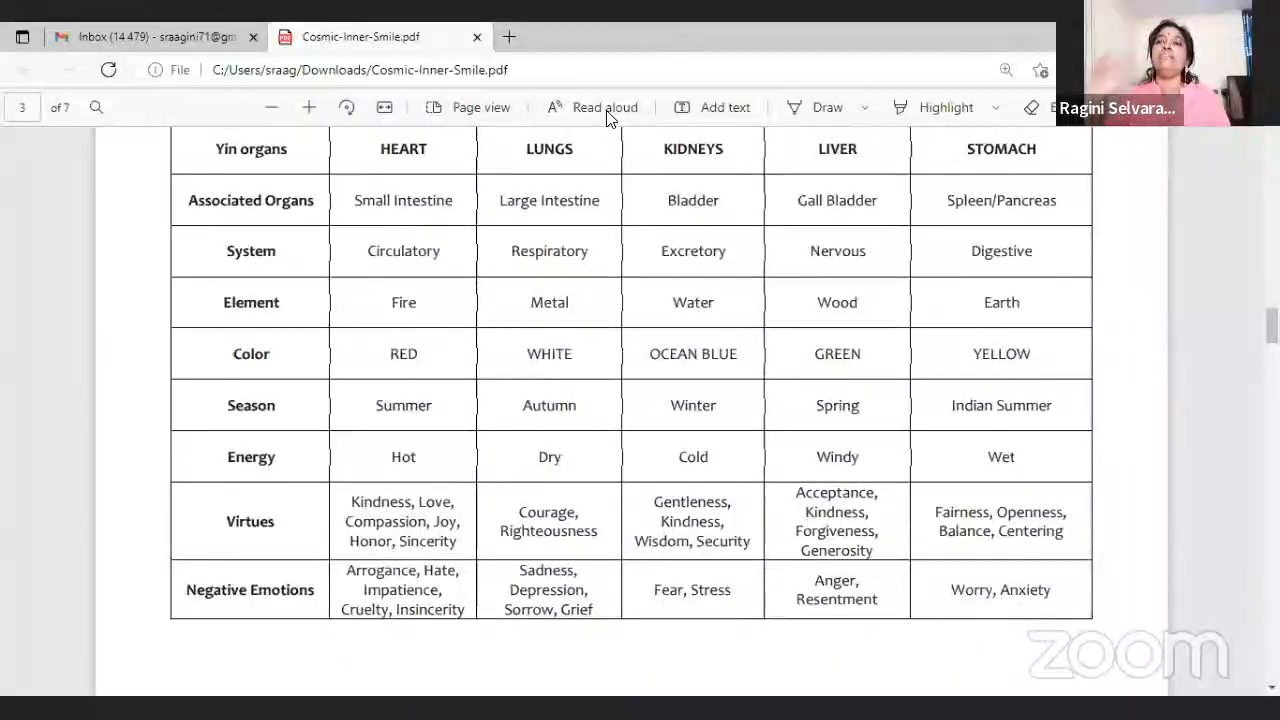 Inbox (14 479) - sraagini71@gm
Cosmic-Inner-Smile.pdf
File C:/Users/sraag/Downloads/Cosmic-Inner-Smile.pdf
3 of 7 Page view Read aloud Add text Draw Highlight
Ragini Selvara...
Yin organs HEART LUNGS KIDNEYS LIVER STOMACH
Associated Organs Small Intestine Large Intestine Bladder Gall Bladder Spleen/Pancreas
System Circulatory Respiratory Excretory Nervous Digestive
Element Fire Metal Water Wood Earth
Color RED WHITE OCEAN BLUE GREEN YELLOW
Season Summer Autumn Winter Spring Indian Summer
Energy Hot Dry Cold Windy Wet
Virtues
Kindness, Love,
Compassion, Joy,
Honor, Sincerity
Courage,
Righteousness
Gentleness,
Kindness,
Wisdom, Security
Acceptance,
Kindness,
Forgiveness,
Generosity
Fairness, Openness,
Balance, Centering
Negative Emotions
Arrogance, Hate,
Impatience,
Cruelty, Insincerity
Sadness,
Depression,
Sorrow, Grief
Fear, Stress
Anger,
Resentment
Worry, Anxiety
zoom